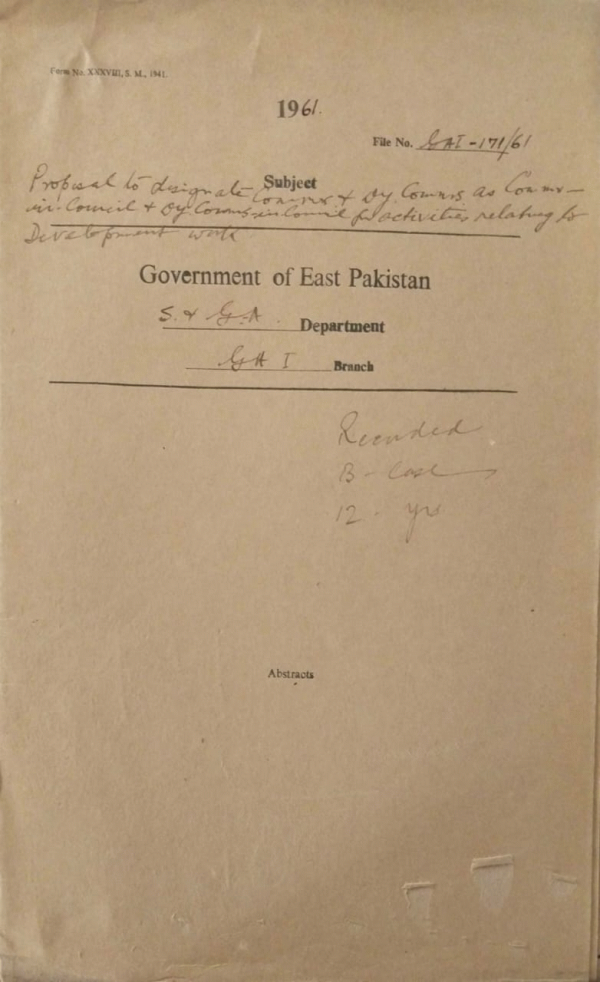 Form No. XXXVIII, S. M., 1941.
1961.
File No. GAI-171/61
Subject
Proposal to designate Commrs & Dy. Commrs as Commr-
in-Council & Dy Commr-in-Council for activities relating to
Development work
Government of East Pakistan
S. & G.A. Department
GA I Branch
Recorded
B-
12- yrs
Abstracts